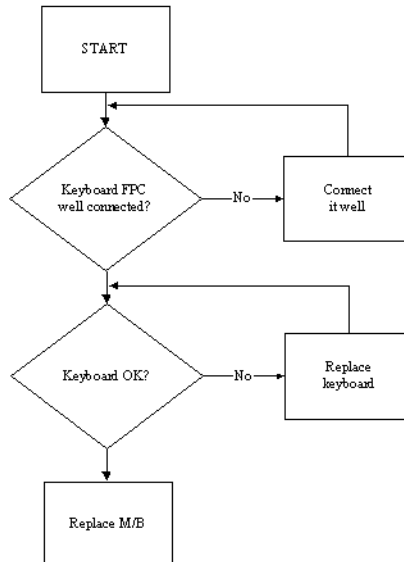 START
Keyboard FPC
well connected?
No
Connect
it well
Keyboard OK?
No
Replace
keyboard
Replace M/B